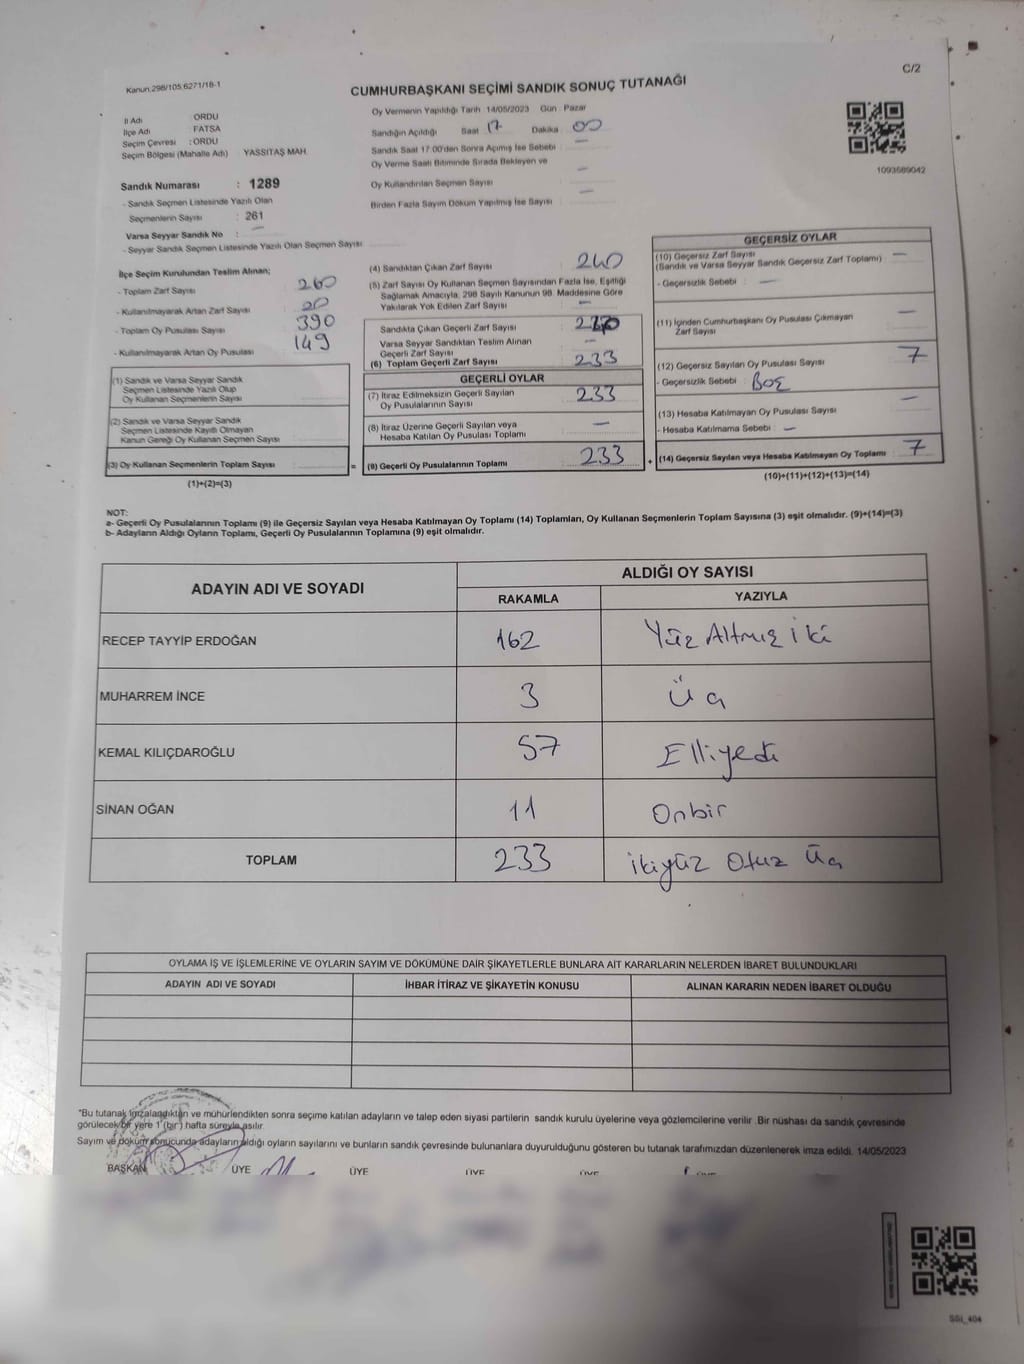 C/2
Kanun:298/105;6271/18-1
CUMHURBAŞKANI SEÇİMİ SANDIK SONUÇ TUTANAĞI
İl Adı ORDU
İlçe Adı FATSA
Seçim Çevresi : ORDU
Seçim Bölgesi (Mahalle Adı) YASSITAŞ MAH.
Sandık Numarası : 1289
- Sandık Seçmen Listesinde Yazılı Olan
Seçmenlerin Sayısı : 261
Varsa Seyyar Sandık No : —
- Seyyar Sandık Seçmen Listesinde Yazılı Olan Seçmen Sayısı
Oy Vermenin Yapıldığı Tarih 14/05/2023 Gün : Pazar
Sandığın Açıldığı Saat 17 Dakika 00
Sandık Saat 17:00'den Sonra Açımış İse Sebebi —
Oy Verme Saati Bitiminde Sırada Bekleyen ve
Oy Kullandırılan Seçmen Sayısı —
Birden Fazla Sayım Döküm Yapılmış İse Sayısı —
1093589042
İlçe Seçim Kurulundan Teslim Alınan;
- Toplam Zarf Sayısı 260
- Kullanılmayarak Artan Zarf Sayısı 20
- Toplam Oy Pusulası Sayısı 390
- Kullanılmayarak Artan Oy Pusulası 149
(1) Sandık ve Varsa Seyyar Sandık
Seçmen Listesinde Yazılı Olup
Oy Kullanan Seçmenlerin Sayısı
(2) Sandık ve Varsa Seyyar Sandık
Seçmen Listesinde Kayıtlı Olmayan
Kanun Gereği Oy Kullanan Seçmen Sayısı
(3) Oy Kullanan Seçmenlerin Toplam Sayısı =
(1)+(2)=(3)
(4) Sandıktan Çıkan Zarf Sayısı 240
(5) Zarf Sayısı Oy Kullanan Seçmen Sayısından Fazla İse, Eşitliği
Sağlamak Amacıyla, 298 Sayılı Kanunun 98. Maddesine Göre
Yakılarak Yok Edilen Zarf Sayısı —
Sandıkta Çıkan Geçerli Zarf Sayısı
Varsa Seyyar Sandıktan Teslim Alınan
Geçerli Zarf Sayısı —
(6) Toplam Geçerli Zarf Sayısı 233
GEÇERLİ OYLAR
(7) İtiraz Edilmeksizin Geçerli Sayılan
Oy Pusulalarının Sayısı 233
(8) İtiraz Üzerine Geçerli Sayılan veya
Hesaba Katılan Oy Pusulası Toplamı —
(9) Geçerli Oy Pusulalarının Toplamı 233 +
GEÇERSİZ OYLAR
(10) Geçersiz Zarf Sayısı —
(Sandık ve Varsa Seyyar Sandık Geçersiz Zarf Toplamı)
- Geçersizlik Sebebi : —
(11) İçinden Cumhurbaşkanı Oy Pusulası Çıkmayan
Zarf Sayısı —
(12) Geçersiz Sayılan Oy Pusulası Sayısı 7
- Geçersizlik Sebebi : Boş
(13) Hesaba Katılmayan Oy Pusulası Sayısı —
- Hesaba Katılmama Sebebi : —
(14) Geçersiz Sayılan veya Hesaba Katılmayan Oy Toplamı 7
(10)+(11)+(12)+(13)=(14)
NOT:
a- Geçerli Oy Pusulalarının Toplamı (9) ile Geçersiz Sayılan veya Hesaba Katılmayan Oy Toplamı (14) Toplamları, Oy Kullanan Seçmenlerin Toplam Sayısına (3) eşit olmalıdır. (9)+(14)=(3)
b- Adayların Aldığı Oyların Toplamı, Geçerli Oy Pusulalarının Toplamına (9) eşit olmalıdır.
ADAYIN ADI VE SOYADI ALDIĞI OY SAYISI
RAKAMLA YAZIYLA
RECEP TAYYİP ERDOĞAN 162 Yüz Altmış iki
MUHARREM İNCE 3 Üç
KEMAL KILIÇDAROĞLU 57 Elliyedi
SİNAN OĞAN 11 Onbir
TOPLAM 233 ikiyüz Otuz Üç
OYLAMA İŞ VE İŞLEMLERİNE VE OYLARIN SAYIM VE DÖKÜMÜNE DAİR ŞİKAYETLERLE BUNLARA AİT KARARLARIN NELERDEN İBARET BULUNDUKLARI
ADAYIN ADI VE SOYADI İHBAR İTİRAZ VE ŞİKAYETİN KONUSU ALINAN KARARIN NEDEN İBARET OLDUĞU
*Bu tutanak imzalandıktan ve mühürlendikten sonra seçime katılan adayların ve talep eden siyasi partilerin sandık kurulu üyelerine veya gözlemcilerine verilir. Bir nüshası da sandık çevresinde
görülecek bir yere 1 (bir) hafta süreyle asılır.
Sayım ve döküm sonucunda adayların aldığı oyların sayılarını ve bunların sandık çevresinde bulunanlara duyurulduğunu gösteren bu tutanak tarafımızdan düzenlenerek imza edildi. 14/05/2023
BAŞKAN ÜYE ÜYE ÜYE ÜYE
SSI_404